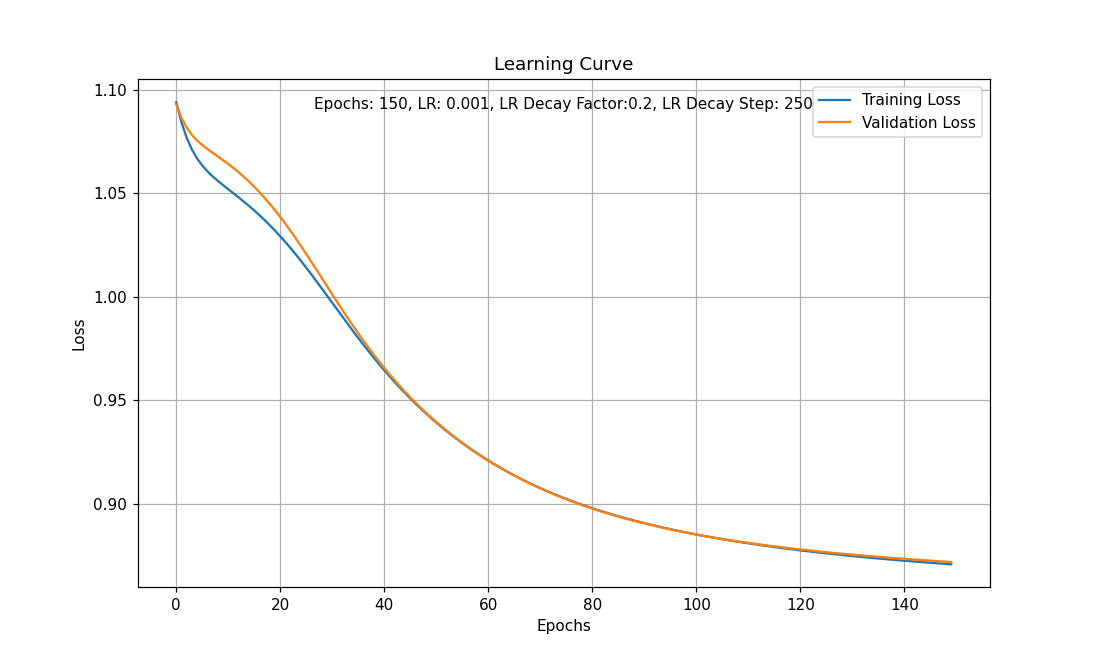 Learning Curve
Epochs: 150, LR: 0.001, LR Decay Factor:0.2, LR Decay Step: 250
Training Loss
Validation Loss
1.10
1.05
1.00
0.95
0.90
Loss
0
20
40
60
80
100
120
140
Epochs